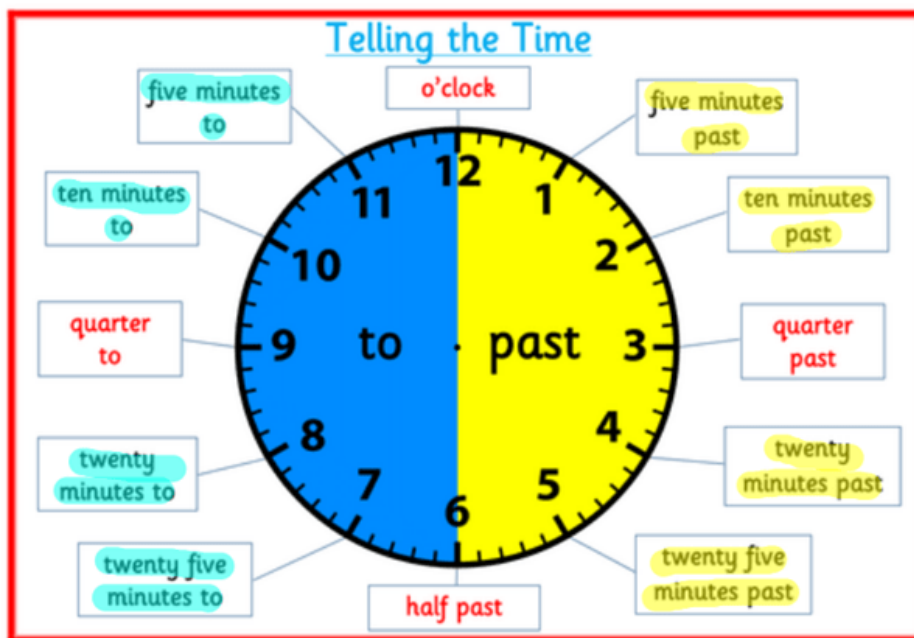 Telling the Time
o'clock
five minutes
to
five minutes
past
ten minutes
to
ten minutes
past
quarter
to
quarter
past
twenty
minutes to
twenty
minutes past
twenty five
minutes to
twenty five
minutes past
half past
12
11
1
10
2
9
to
past
3
8
4
7
5
6